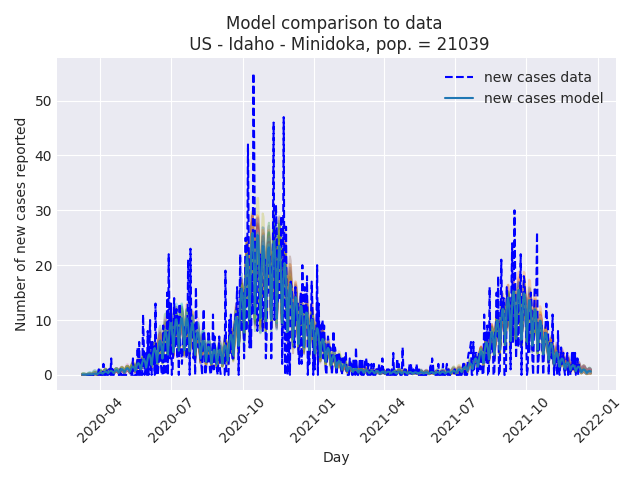 Model comparison to data
US - Idaho - Minidoka, pop. = 21039
new cases data
new cases model
Number of new cases reported
50
40
30
20
10
0
2020-04
2020-07
2020-10
2021-01
2021-04
2021-07
2021-10
2022-01
Day